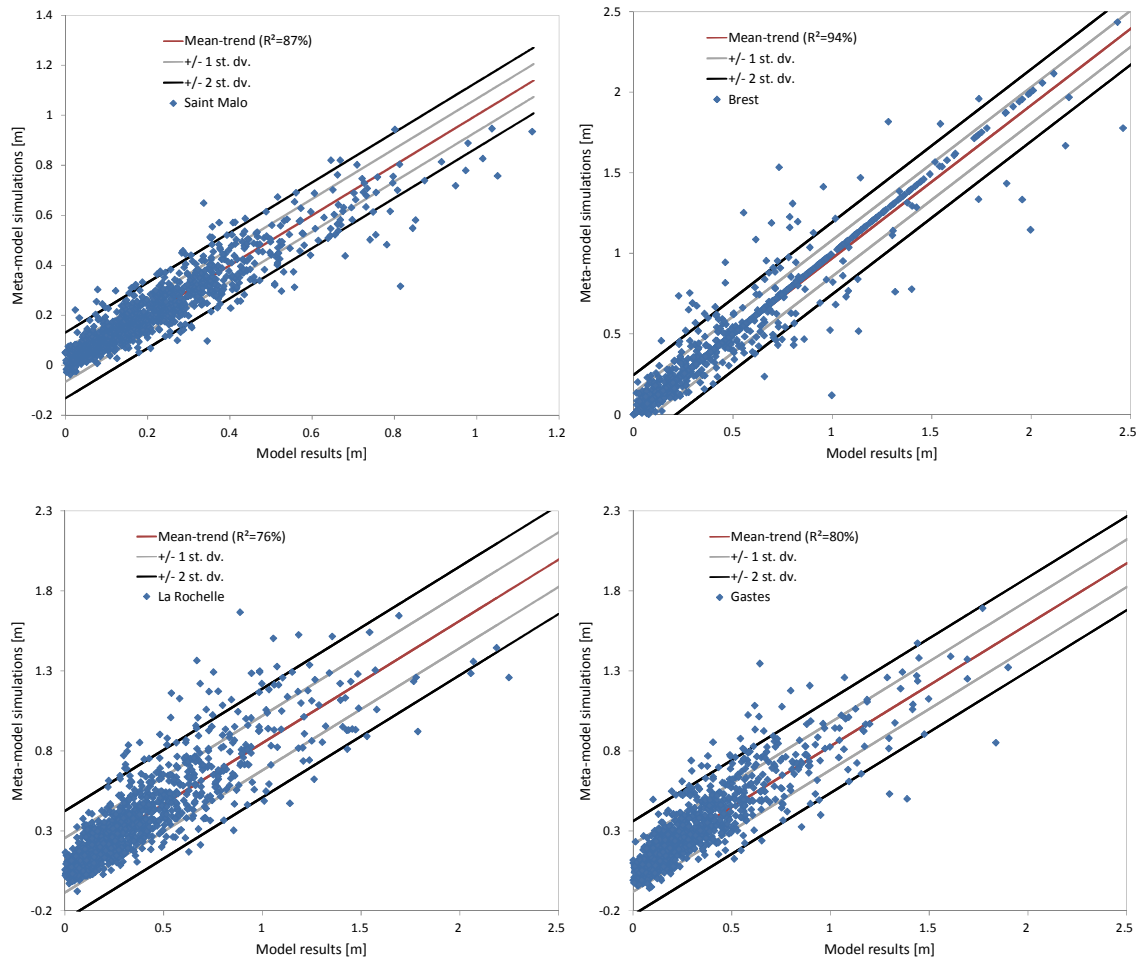 1.4
1.2
1
0.8
0.6
0.4
0.2
0
-0.2
Meta-model simulations [m]
Mean-trend (R²=87%)
+/- 1 st. dv.
+/- 2 st. dv.
Saint Malo
0 0.2 0.4 0.6 0.8 1 1.2
Model results [m]
2.5
2
1.5
1
0.5
0
Meta-model simulations [m]
Mean-trend (R²=94%)
+/- 1 st. dv.
+/- 2 st. dv.
Brest
0 0.5 1 1.5 2 2.5
Model results [m]
2.3
1.8
1.3
0.8
0.3
-0.2
Meta-model simulations [m]
Mean-trend (R²=76%)
+/- 1 st. dv.
+/- 2 st. dv.
La Rochelle
0 0.5 1 1.5 2 2.5
Model results [m]
2.3
1.8
1.3
0.8
0.3
-0.2
Meta-model simulations [m]
Mean-trend (R²=80%)
+/- 1 st. dv.
+/- 2 st. dv.
Gastes
0 0.5 1 1.5 2 2.5
Model results [m]